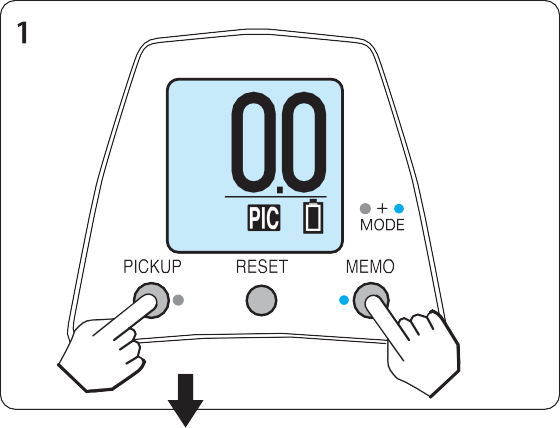 1
0.0
PIC
+
MODE
PICKUP RESET MEMO